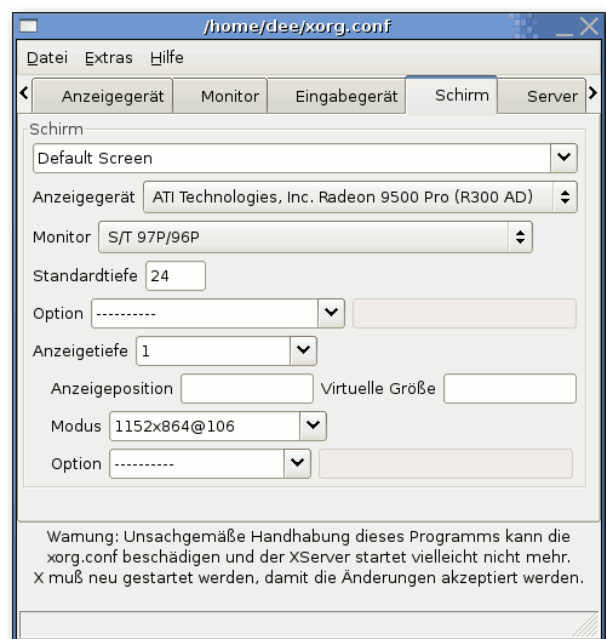 /home/dee/xorg.conf
Datei Extras Hilfe
Anzeigegerät Monitor Eingabegerät Schirm Server
Schirm
Default Screen
Anzeigegerät ATI Technologies, Inc. Radeon 9500 Pro (R300 AD)
Monitor S/T 97P/96P
Standardtiefe 24
Option ----------
Anzeigetiefe 1
Anzeigeposition Virtuelle Größe
Modus 1152x864@106
Option ----------
Warnung: Unsachgemäße Handhabung dieses Programms kann die
xorg.conf beschädigen und der XServer startet vielleicht nicht mehr.
X muß neu gestartet werden, damit die Änderungen akzeptiert werden.